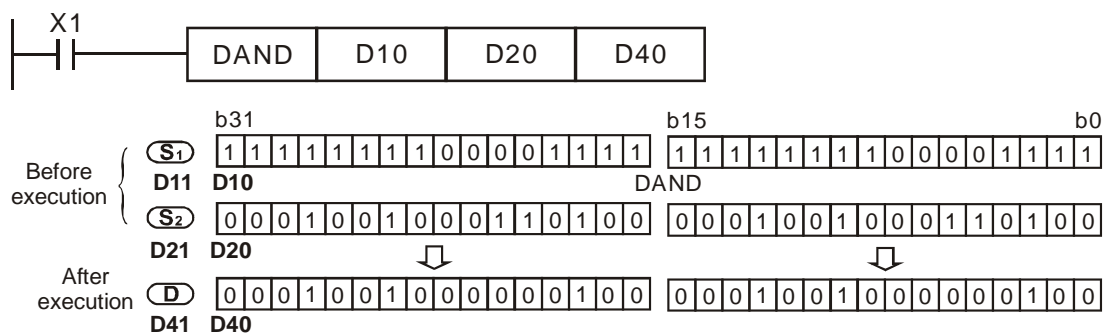 X1
DAND D10 D20 D40
b31 b15 b0
Before execution
S1 1 1 1 1 1 1 1 1 0 0 0 0 1 1 1 1 1 1 1 1 1 1 1 1 0 0 0 0 1 1 1 1
D11 D10 DAND
S2 0 0 0 1 0 0 1 0 0 0 1 1 0 1 0 0 0 0 0 1 0 0 1 0 0 0 1 1 0 1 0 0
D21 D20
After execution
D 0 0 0 1 0 0 1 0 0 0 0 0 0 1 0 0 0 0 0 1 0 0 1 0 0 0 0 0 0 1 0 0
D41 D40